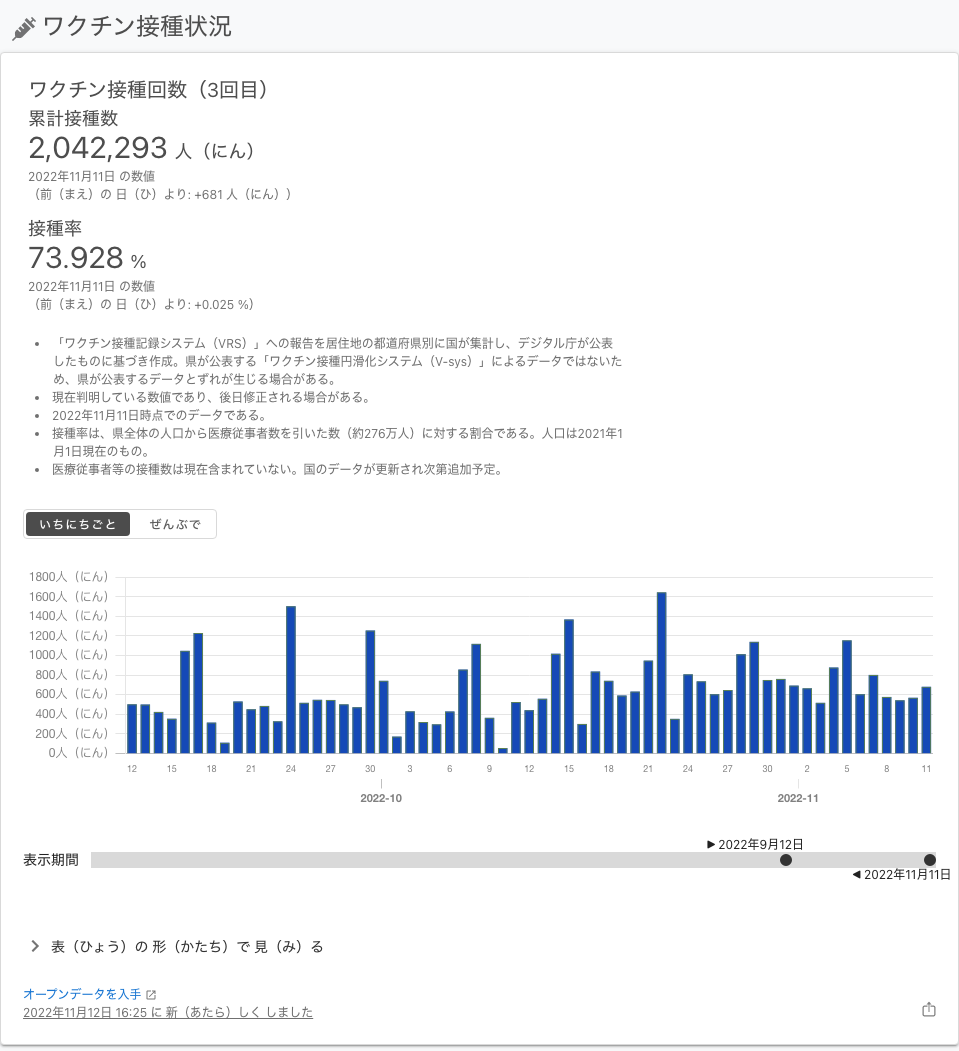 ワクチン接種状況
ワクチン接種回数（3回目）
累計接種数
2,042,293 人（にん）
2022年11月11日 の数値
（前（まえ）の 日（ひ）より: +681 人（にん））
接種率
73.928 %
2022年11月11日 の数値
（前（まえ）の 日（ひ）より: +0.025 %）
• 「ワクチン接種記録システム（VRS）」への報告を居住地の都道府県別に国が集計し、デジタル庁が公表
したものに基づき作成。県が公表する「ワクチン接種円滑化システム（V-sys）」によるデータではないた
め、県が公表するデータとずれが生じる場合がある。
• 現在判明している数値であり、後日修正される場合がある。
• 2022年11月11日時点でのデータである。
• 接種率は、県全体の人口から医療従事者数を引いた数（約276万人）に対する割合である。人口は2021年1
月1日現在のもの。
• 医療従事者等の接種数は現在含まれていない。国のデータが更新され次第追加予定。
いちにちごと ぜんぶで
1800人（にん）
1600人（にん）
1400人（にん）
1200人（にん）
1000人（にん）
800人（にん）
600人（にん）
400人（にん）
200人（にん）
0人（にん）
12 15 18 21 24 27 30 3 6 9 12 15 18 21 24 27 30 2 5 8 11
2022-10 2022-11
▶ 2022年9月12日
表示期間
◀ 2022年11月11日
表（ひょう）の 形（かたち）で 見（み）る
オープンデータを入手
2022年11月12日 16:25 に 新（あたら）しく しました